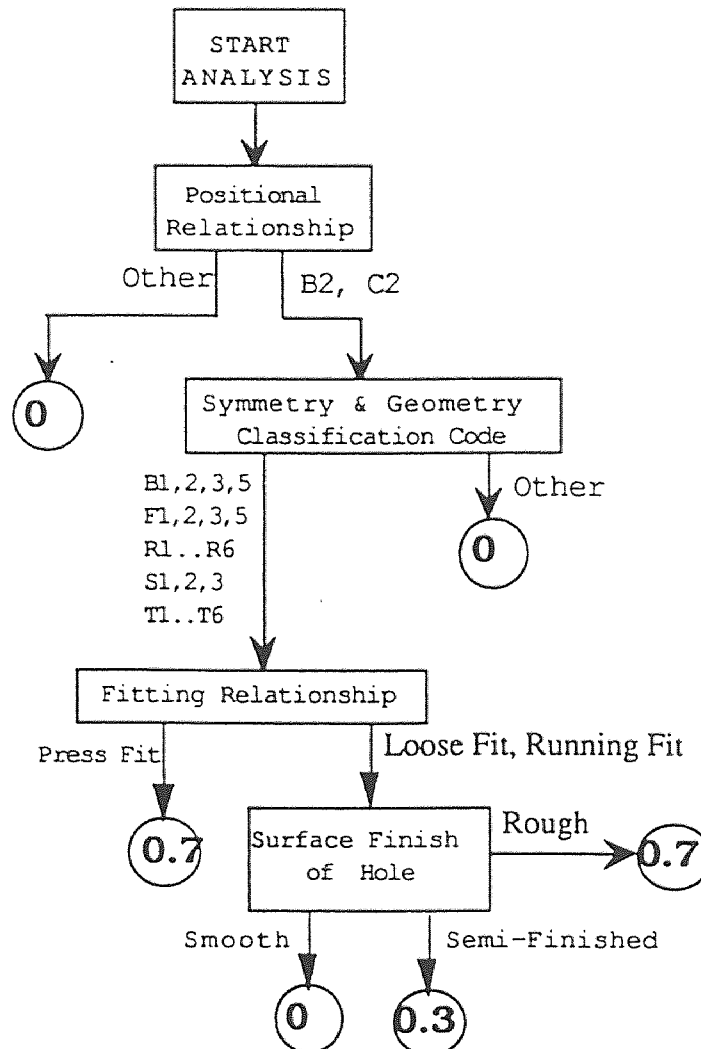 START
ANALYSIS
Positional
Relationship
Other
B2, C2
0
Symmetry & Geometry
Classification Code
B1,2,3,5
F1,2,3,5
R1..R6
S1,2,3
T1..T6
Other
0
Fitting Relationship
Press Fit
Loose Fit, Running Fit
0.7
Surface Finish
of Hole
Rough
0.7
Smooth
Semi-Finished
0
0.3